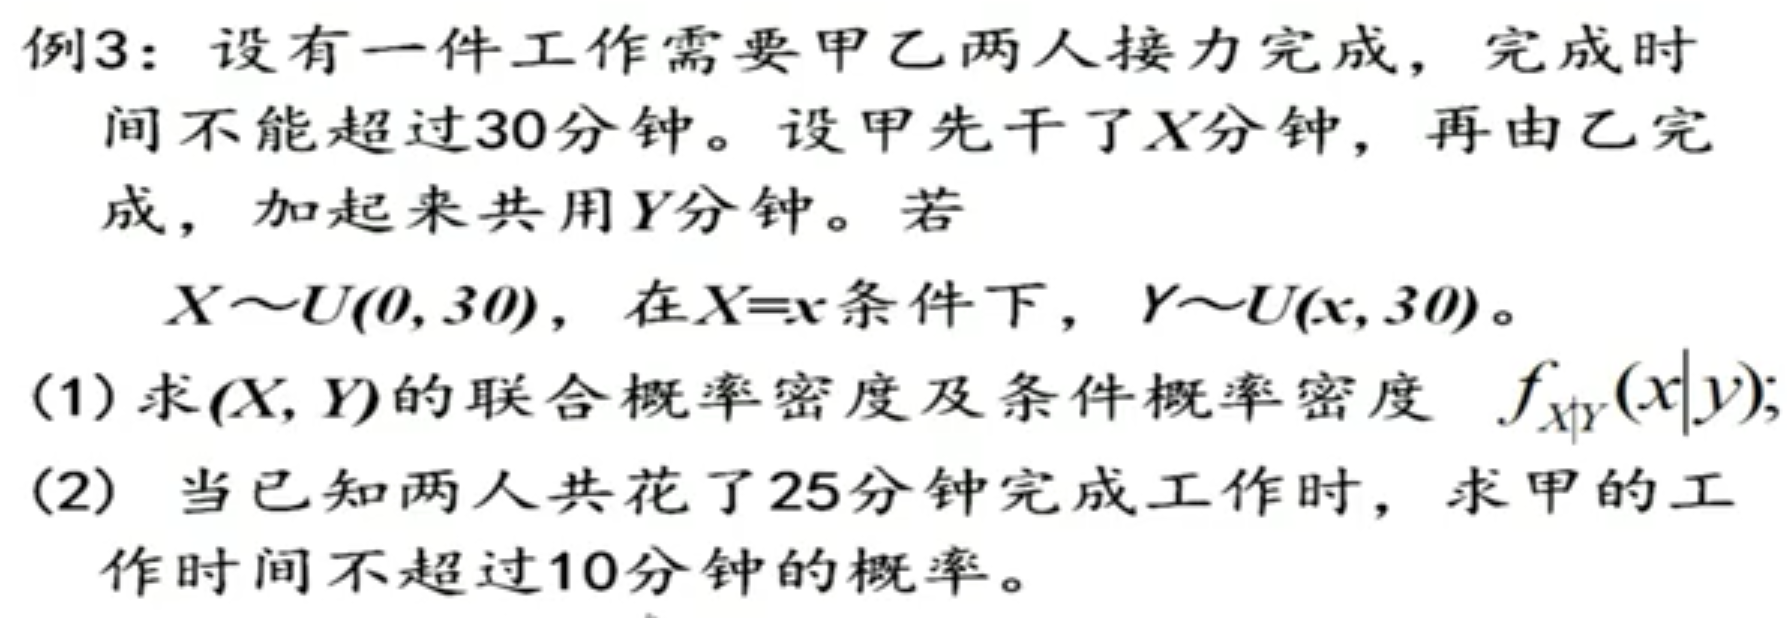 例3：设有一件工作需要甲乙两人接力完成，完成时
间不能超过30分钟。设甲先干了X分钟，再由乙完
成，加起来共用Y分钟。若
X～U(0, 30)，在X=x条件下，Y～U(x, 30)。
(1) 求(X, Y)的联合概率密度及条件概率密度 f_{X|Y}(x|y);
(2) 当已知两人共花了25分钟完成工作时，求甲的工
作时间不超过10分钟的概率。